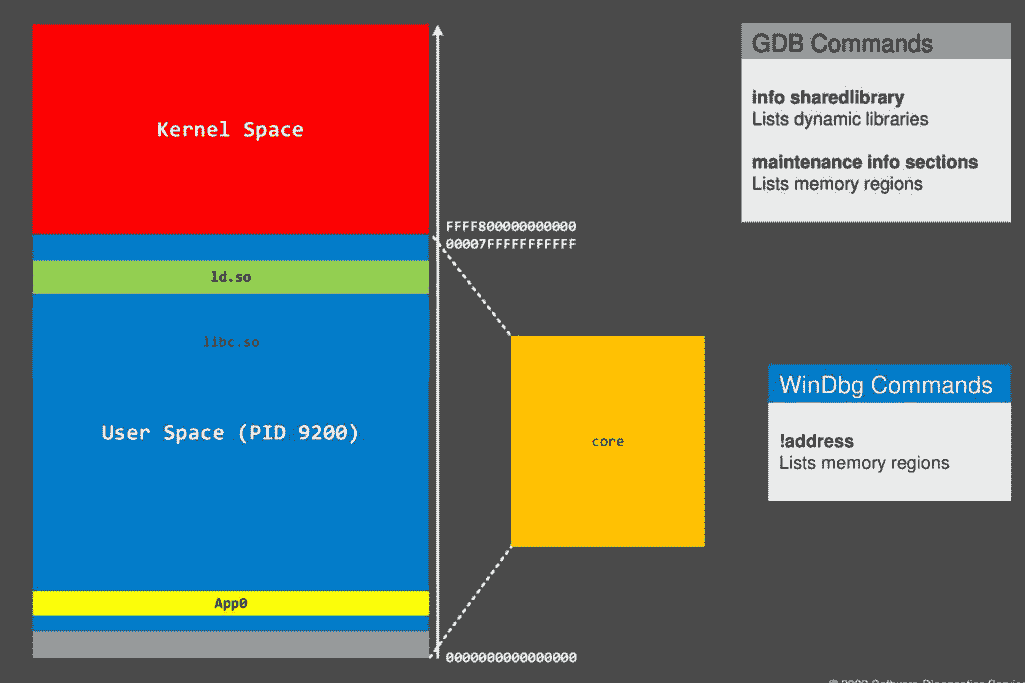 Kernel Space
FFFF800000000000
00007FFFFFFFFFFF
ld.so
libc.so
User Space (PID 9200)
App0
0000000000000000
core
GDB Commands
info sharedlibrary
Lists dynamic libraries
maintenance info sections
Lists memory regions
WinDbg Commands
!address
Lists memory regions